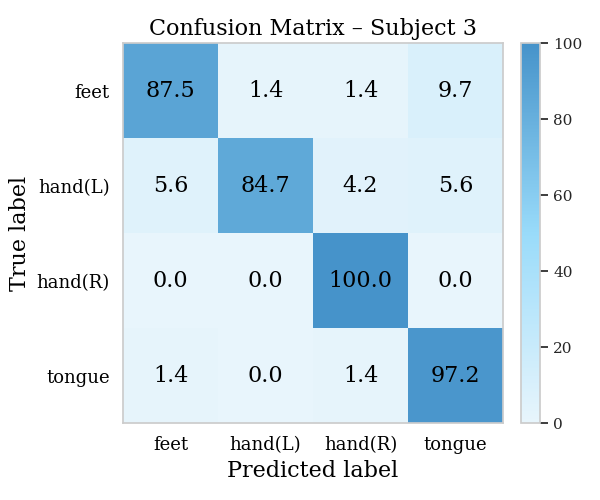 Confusion Matrix – Subject 3
True label
feet 87.5 1.4 1.4 9.7
hand(L) 5.6 84.7 4.2 5.6
hand(R) 0.0 0.0 100.0 0.0
tongue 1.4 0.0 1.4 97.2
feet hand(L) hand(R) tongue
Predicted label
100
80
60
40
20
0